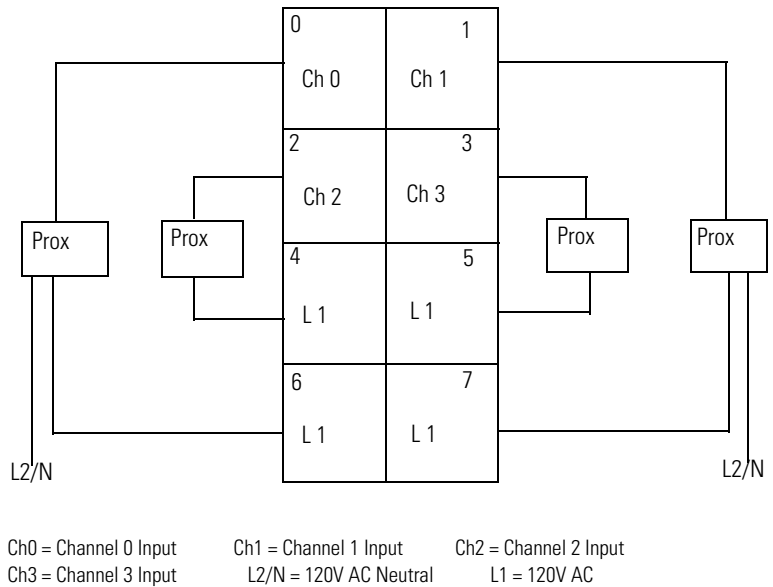 0 1
Ch 0 Ch 1
2 3
Ch 2 Ch 3
Prox Prox Prox Prox
4 5
L 1 L 1
6 7
L 1 L 1
L2/N L2/N
Ch0 = Channel 0 Input Ch1 = Channel 1 Input Ch2 = Channel 2 Input
Ch3 = Channel 3 Input L2/N = 120V AC Neutral L1 = 120V AC